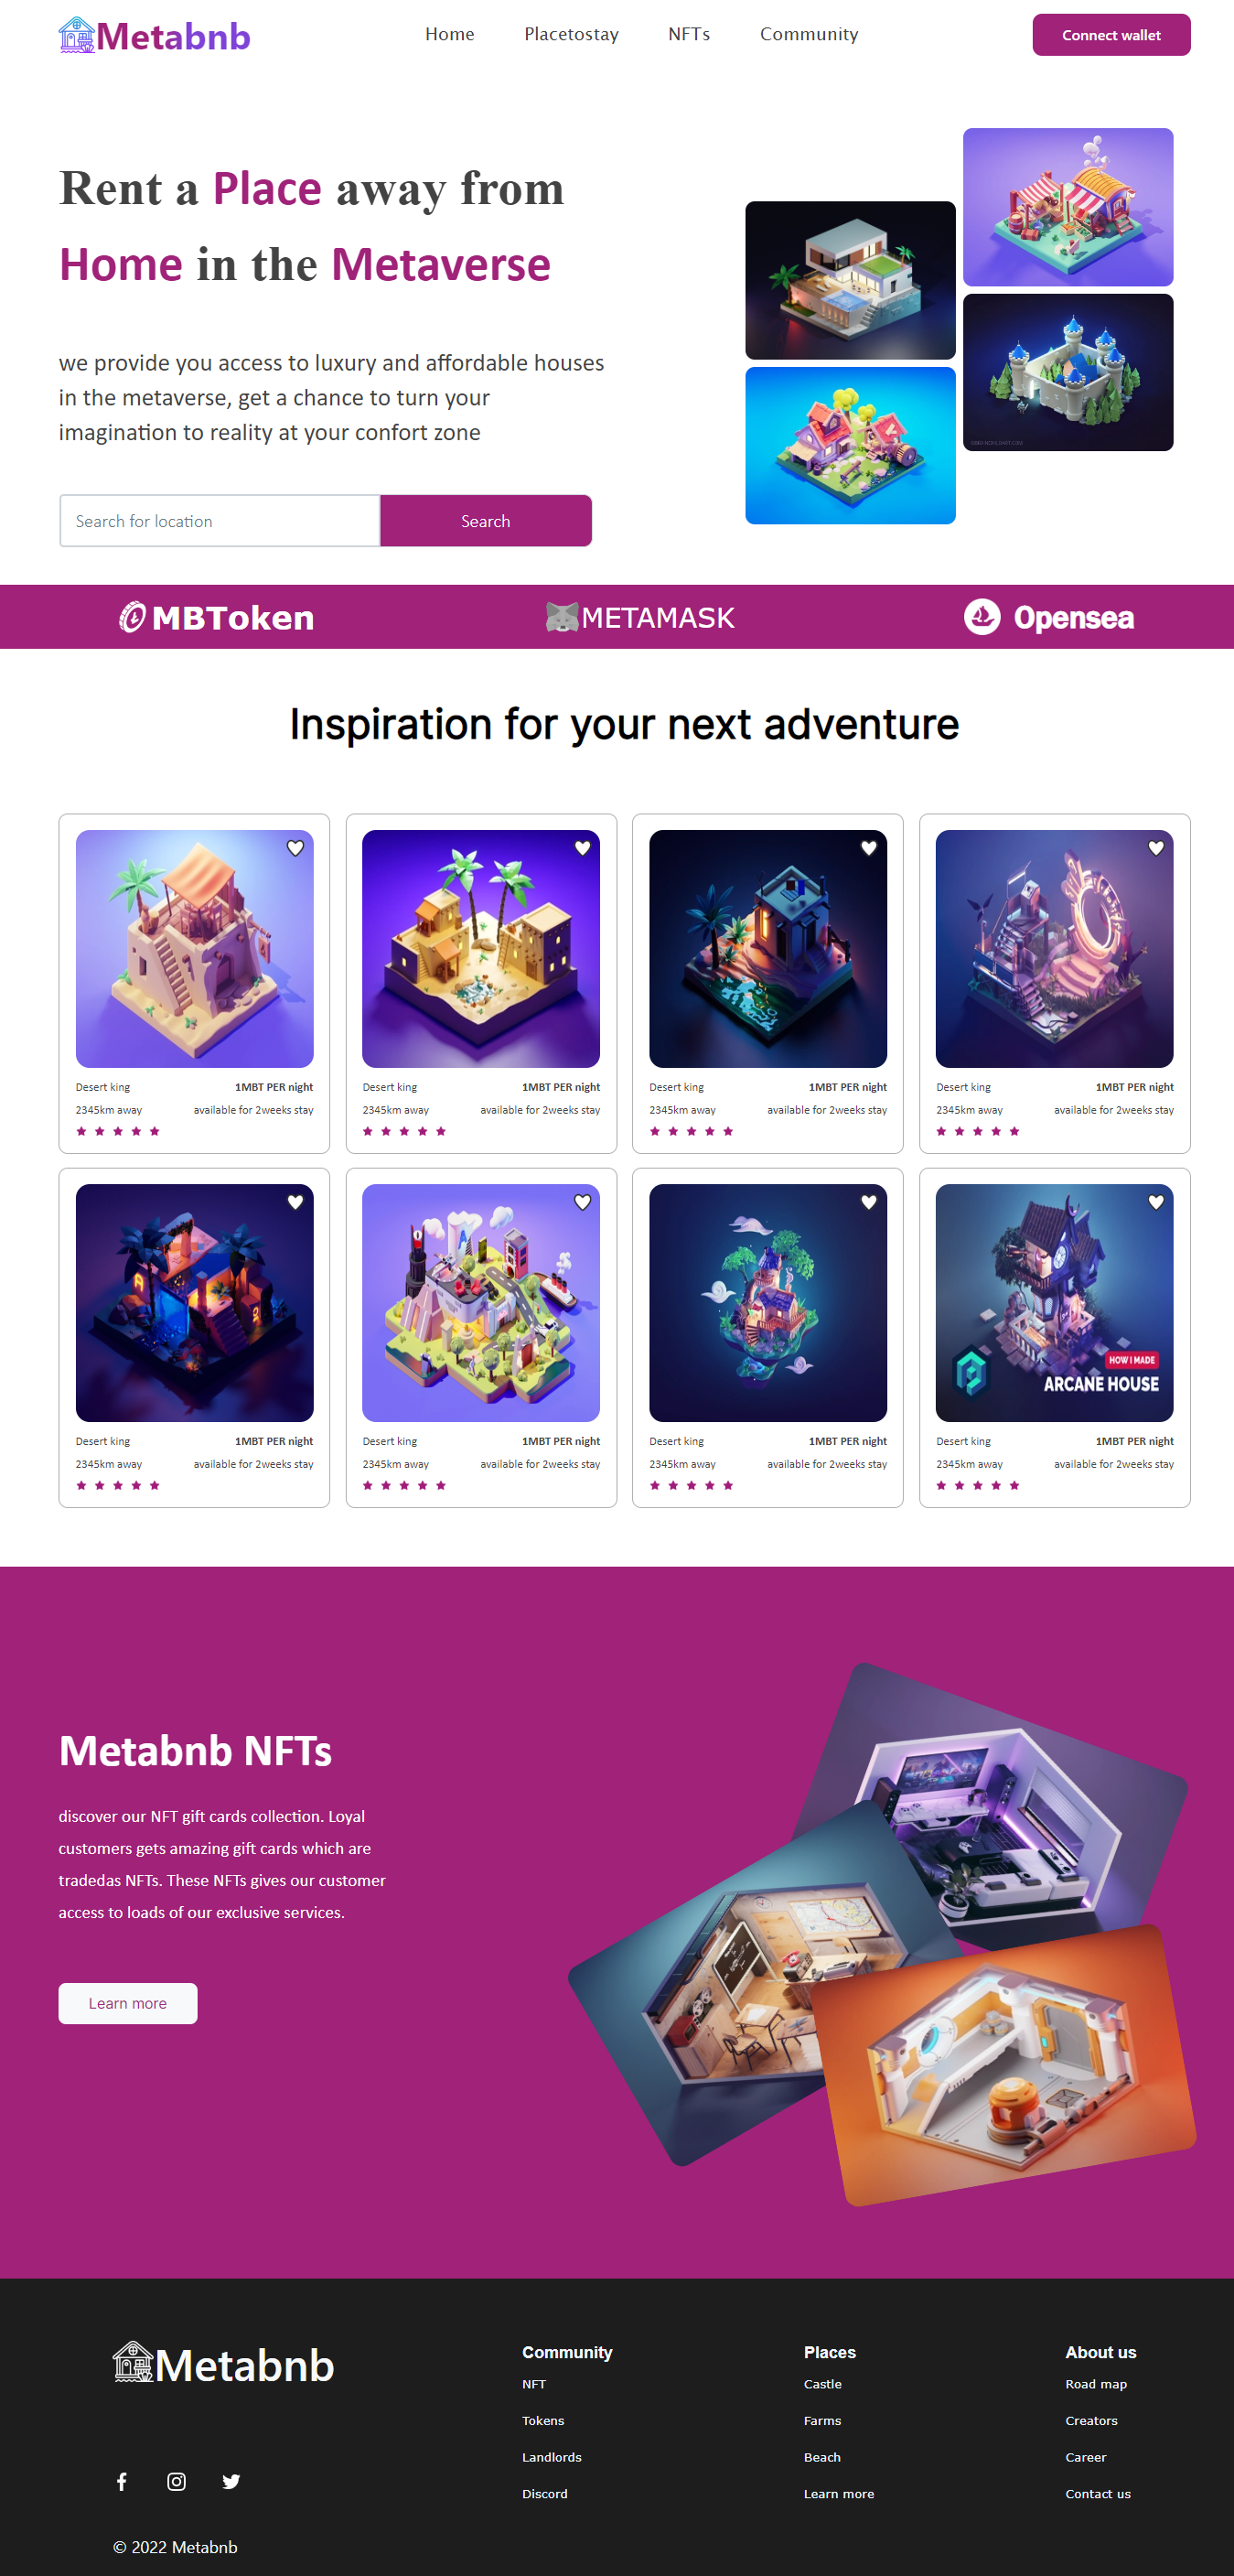 Metabnb
Home Placetostay NFTs Community
Connect wallet
Rent a Place away from
Home in the Metaverse
we provide you access to luxury and affordable houses
in the metaverse, get a chance to turn your
imagination to reality at your confort zone
Search for location
Search
MBToken
METAMASK
Opensea
Inspiration for your next adventure
Desert king 1MBT PER night
2345km away available for 2weeks stay
Desert king 1MBT PER night
2345km away available for 2weeks stay
Desert king 1MBT PER night
2345km away available for 2weeks stay
Desert king 1MBT PER night
2345km away available for 2weeks stay
HOW I MADE
ARCANE HOUSE
Desert king 1MBT PER night
2345km away available for 2weeks stay
Desert king 1MBT PER night
2345km away available for 2weeks stay
Desert king 1MBT PER night
2345km away available for 2weeks stay
Desert king 1MBT PER night
2345km away available for 2weeks stay
Metabnb NFTs
discover our NFT gift cards collection. Loyal
customers gets amazing gift cards which are
tradedas NFTs. These NFTs gives our customer
access to loads of our exclusive services.
Learn more
Metabnb
© 2022 Metabnb
Community
NFT
Tokens
Landlords
Discord
Places
Castle
Farms
Beach
Learn more
About us
Road map
Creators
Career
Contact us